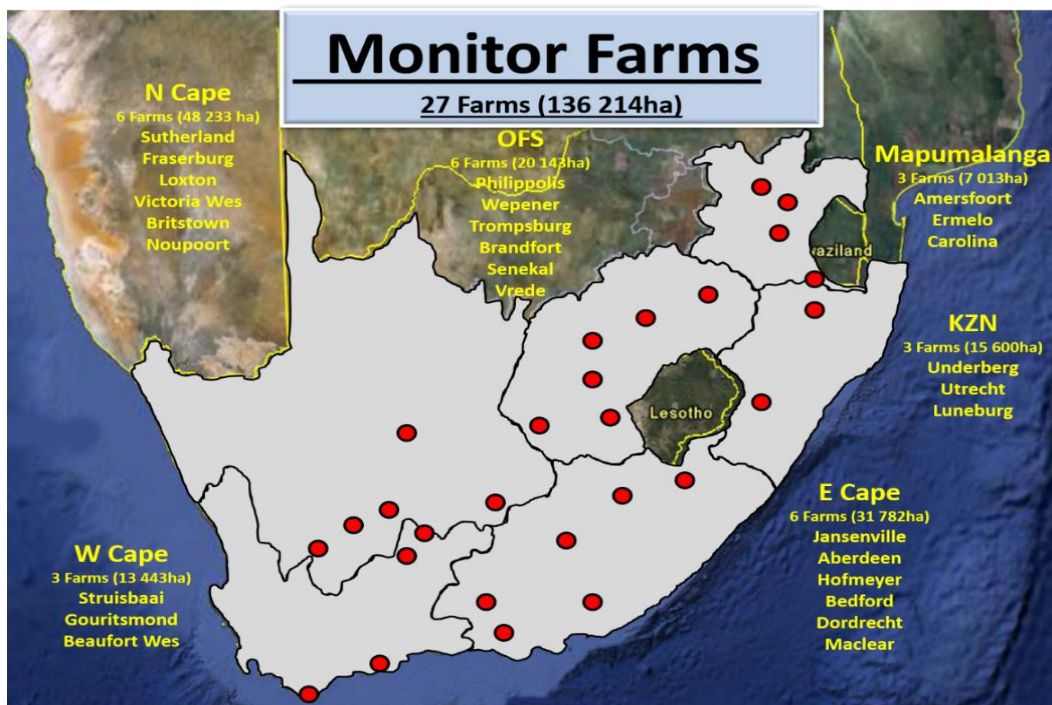 Monitor Farms
27 Farms (136 214ha)
N Cape
6 Farms (48 233 ha)
Sutherland
Fraserburg
Loxton
Victoria Wes
Britstown
Noupoort
OFS
6 Farms (20 143ha)
Philippolis
Wepener
Trompsburg
Brandfort
Senekal
Vrede
Mapumalanga
3 Farms (7 013ha)
Amersfoort
Ermelo
Carolina
waziland
KZN
3 Farms (15 600ha)
Underberg
Utrecht
Luneburg
Lesotho
E Cape
6 Farms (31 782ha)
Jansenville
Aberdeen
Hofmeyer
Bedford
Dordrecht
Maclear
W Cape
3 Farms (13 443ha)
Struisbaai
Gouritsmond
Beaufort Wes